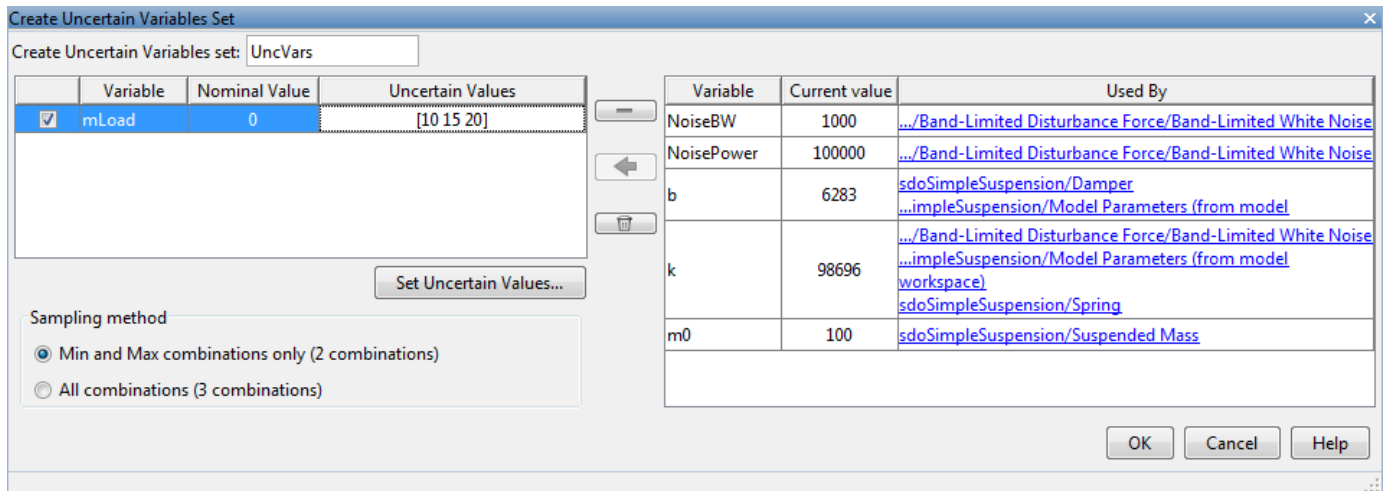 Create Uncertain Variables Set
Create Uncertain Variables set: UncVars
Variable Nominal Value Uncertain Values
mLoad 0 [10 15 20]
Set Uncertain Values...
Sampling method
Min and Max combinations only (2 combinations)
All combinations (3 combinations)
Variable Current value Used By
NoiseBW 1000 .../Band-Limited Disturbance Force/Band-Limited White Noise
NoisePower 100000 .../Band-Limited Disturbance Force/Band-Limited White Noise
b 6283 sdoSimpleSuspension/Damper
...impleSuspension/Model Parameters (from model
k 98696 .../Band-Limited Disturbance Force/Band-Limited White Noise
...impleSuspension/Model Parameters (from model
workspace)
sdoSimpleSuspension/Spring
m0 100 sdoSimpleSuspension/Suspended Mass
OK Cancel Help